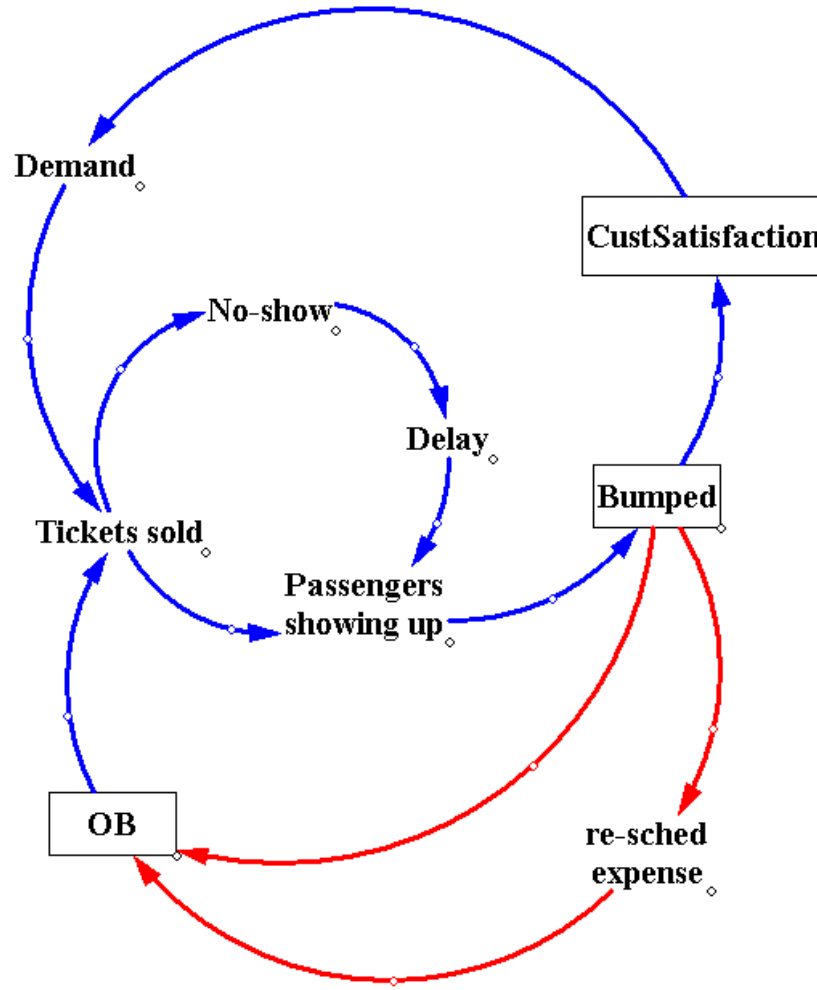 Demand
CustSatisfaction
No-show
Delay
Bumped
Tickets sold
Passengers
showing up
OB
re-sched
expense